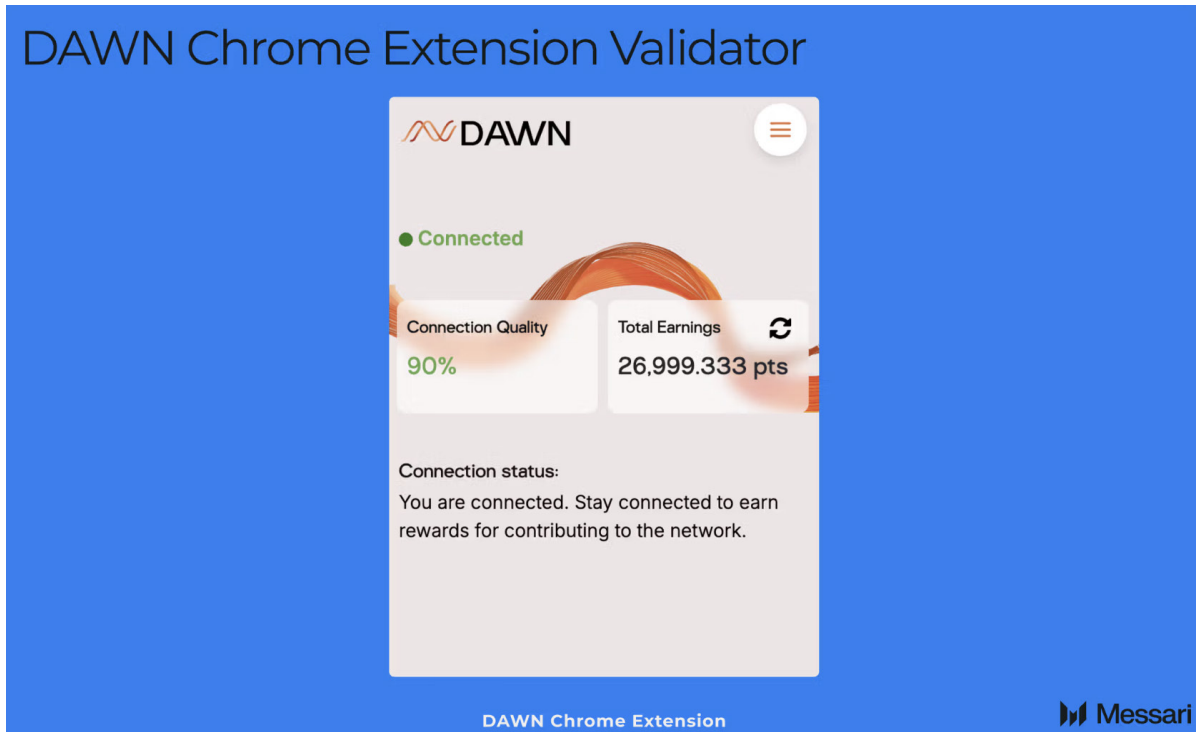 DAWN Chrome Extension Validator
DAWN
Connected
Connection Quality
90%
Total Earnings
26,999.333 pts
Connection status:
You are connected. Stay connected to earn
rewards for contributing to the network.
DAWN Chrome Extension
Messari